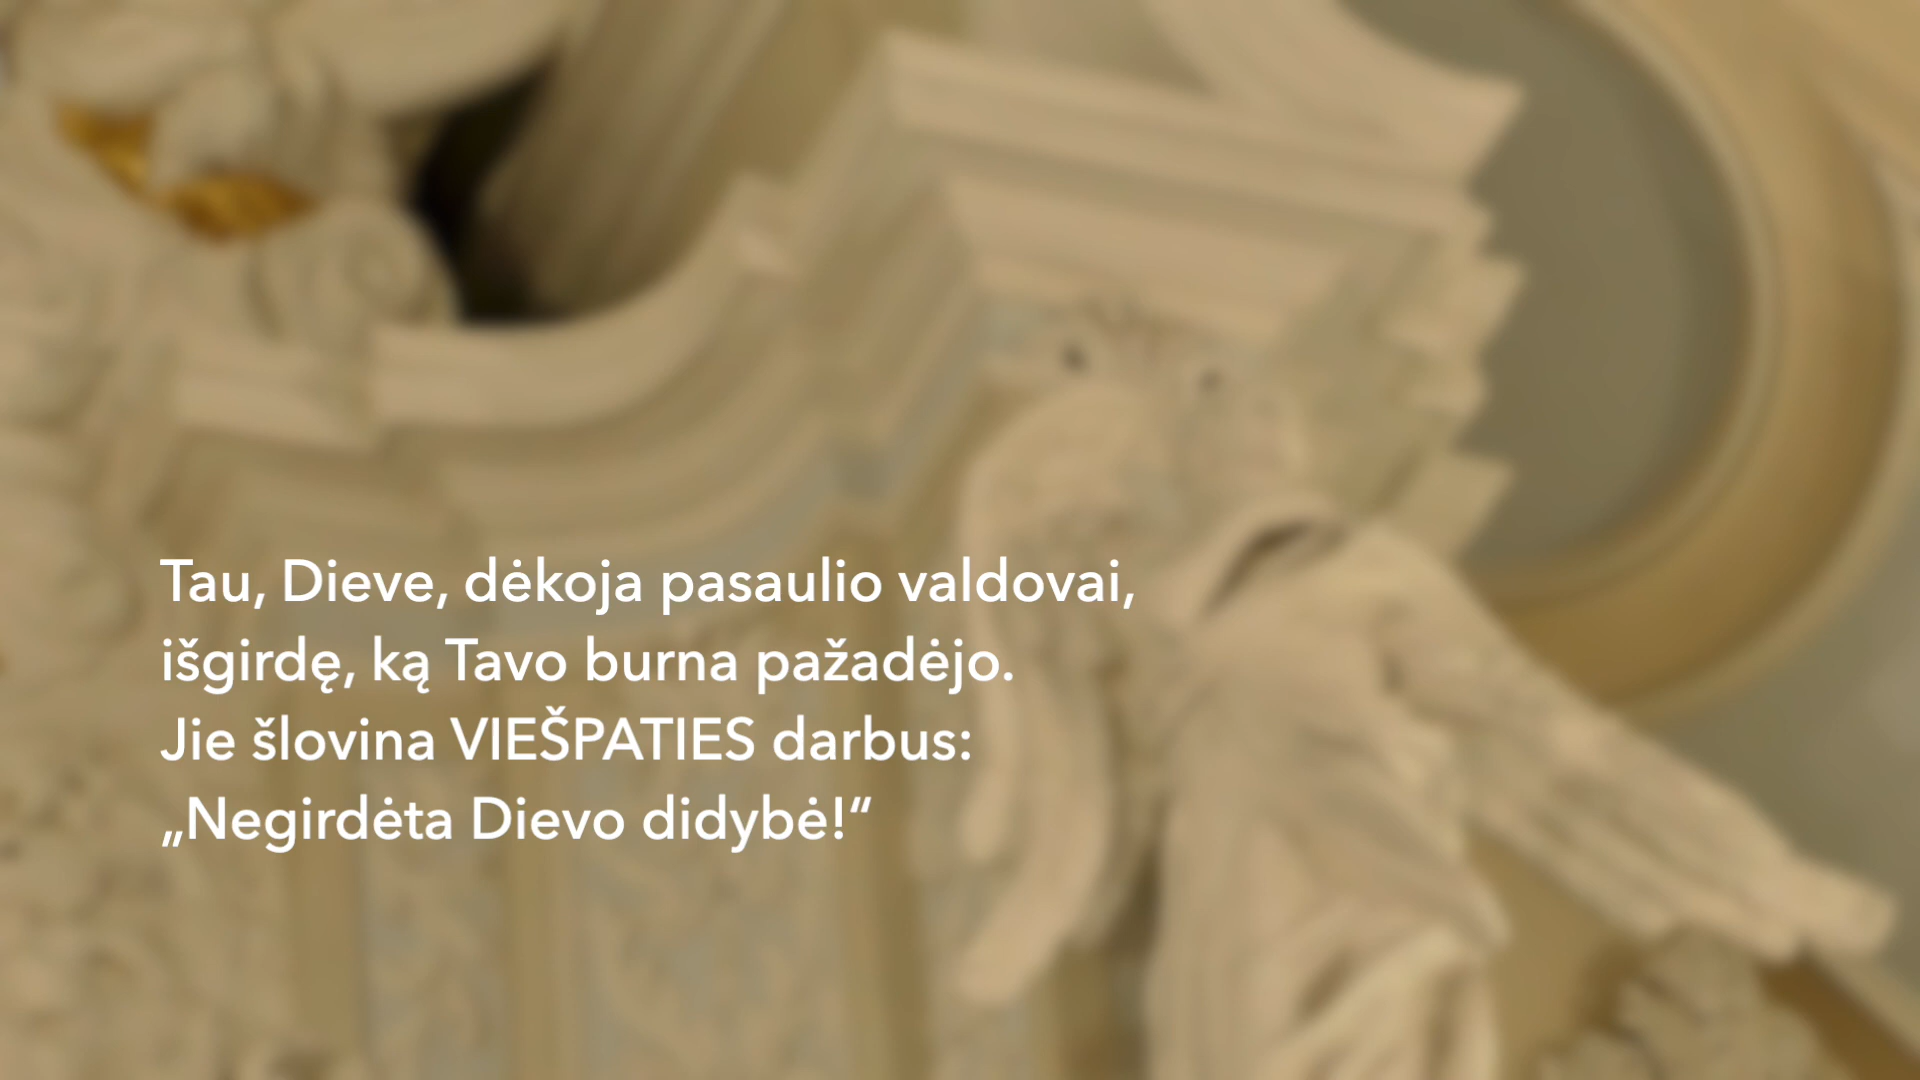 Tau, Dieve, dėkoja pasaulio valdovai,
išgirdę, ką Tavo burna pažadėjo.
Jie šlovina VIEŠPATIES darbus:
„Negirdėta Dievo didybė!“